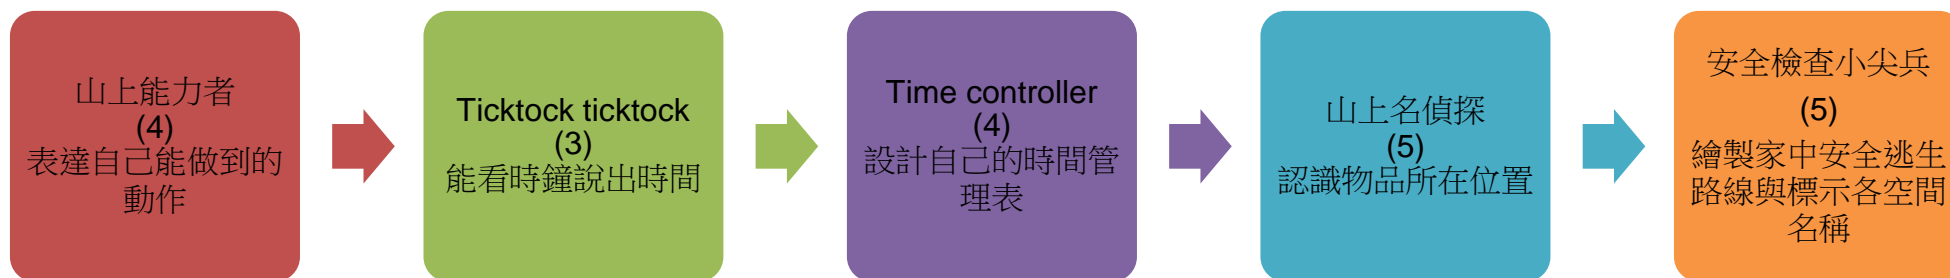 山上能力者
(4)
表達自己能做到的
動作
Ticktock ticktock
(3)
能看時鐘說出時間
Time controller
(4)
設計自己的時間管
理表
山上名偵探
(5)
認識物品所在位置
安全檢查小尖兵
(5)
繪製家中安全逃生
路線與標示各空間
名稱